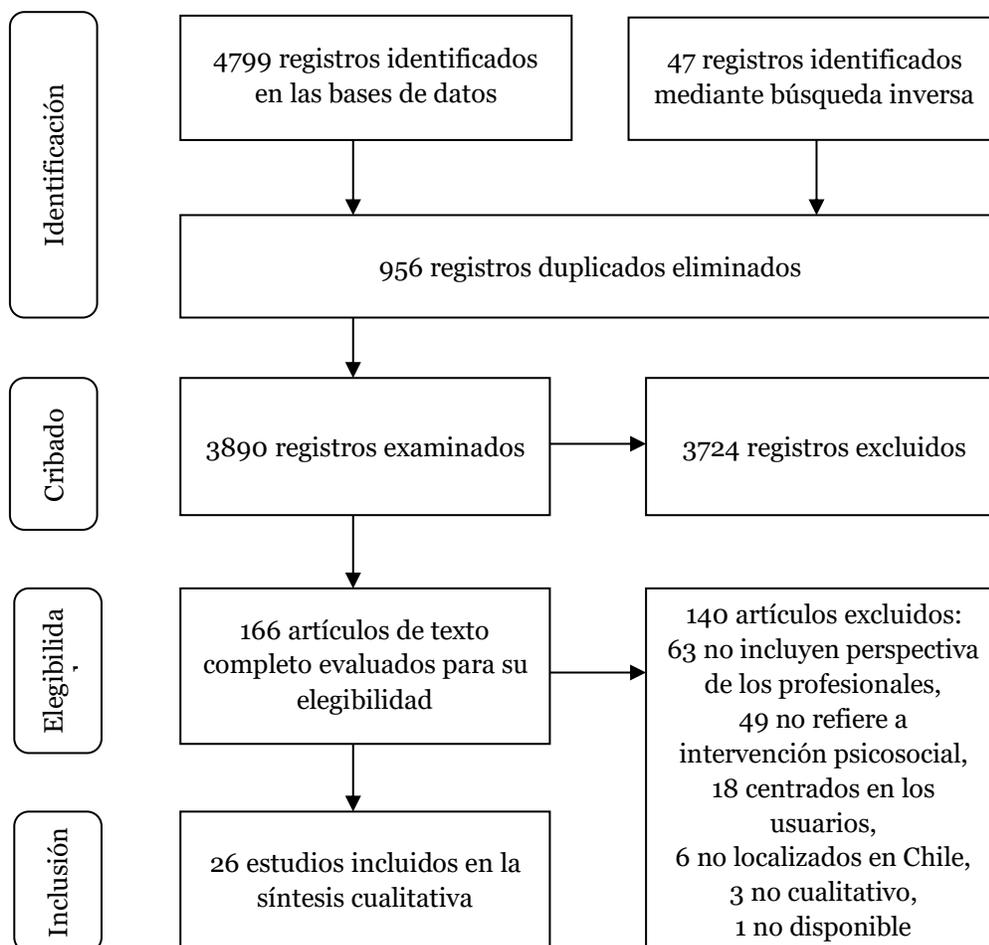 Identificación
4799 registros identificados
en las bases de datos
47 registros identificados
mediante búsqueda inversa
956 registros duplicados eliminados
Cribado
3890 registros examinados
3724 registros excluidos
Elegibilida
166 artículos de texto
completo evaluados para su
elegibilidad
140 artículos excluidos:
63 no incluyen perspectiva
de los profesionales,
49 no refiere a
intervención psicosocial,
18 centrados en los
usuarios,
6 no localizados en Chile,
3 no cualitativo,
1 no disponible
Inclusión
26 estudios incluidos en la
síntesis cualitativa